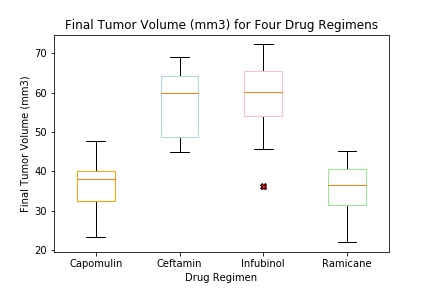 Final Tumor Volume (mm3) for Four Drug Regimens
Final Tumor Volume (mm3)
70
60
50
40
30
20
Capomulin Ceftamin Infubinol Ramicane
Drug Regimen